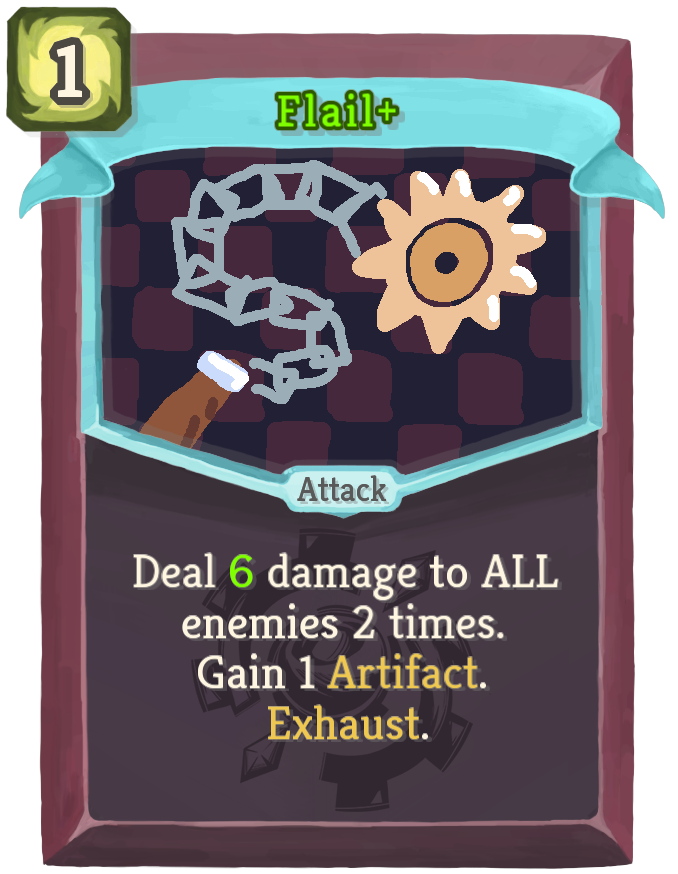 1
Flail+
Attack
Deal 6 damage to ALL
enemies 2 times.
Gain 1 Artifact.
Exhaust.